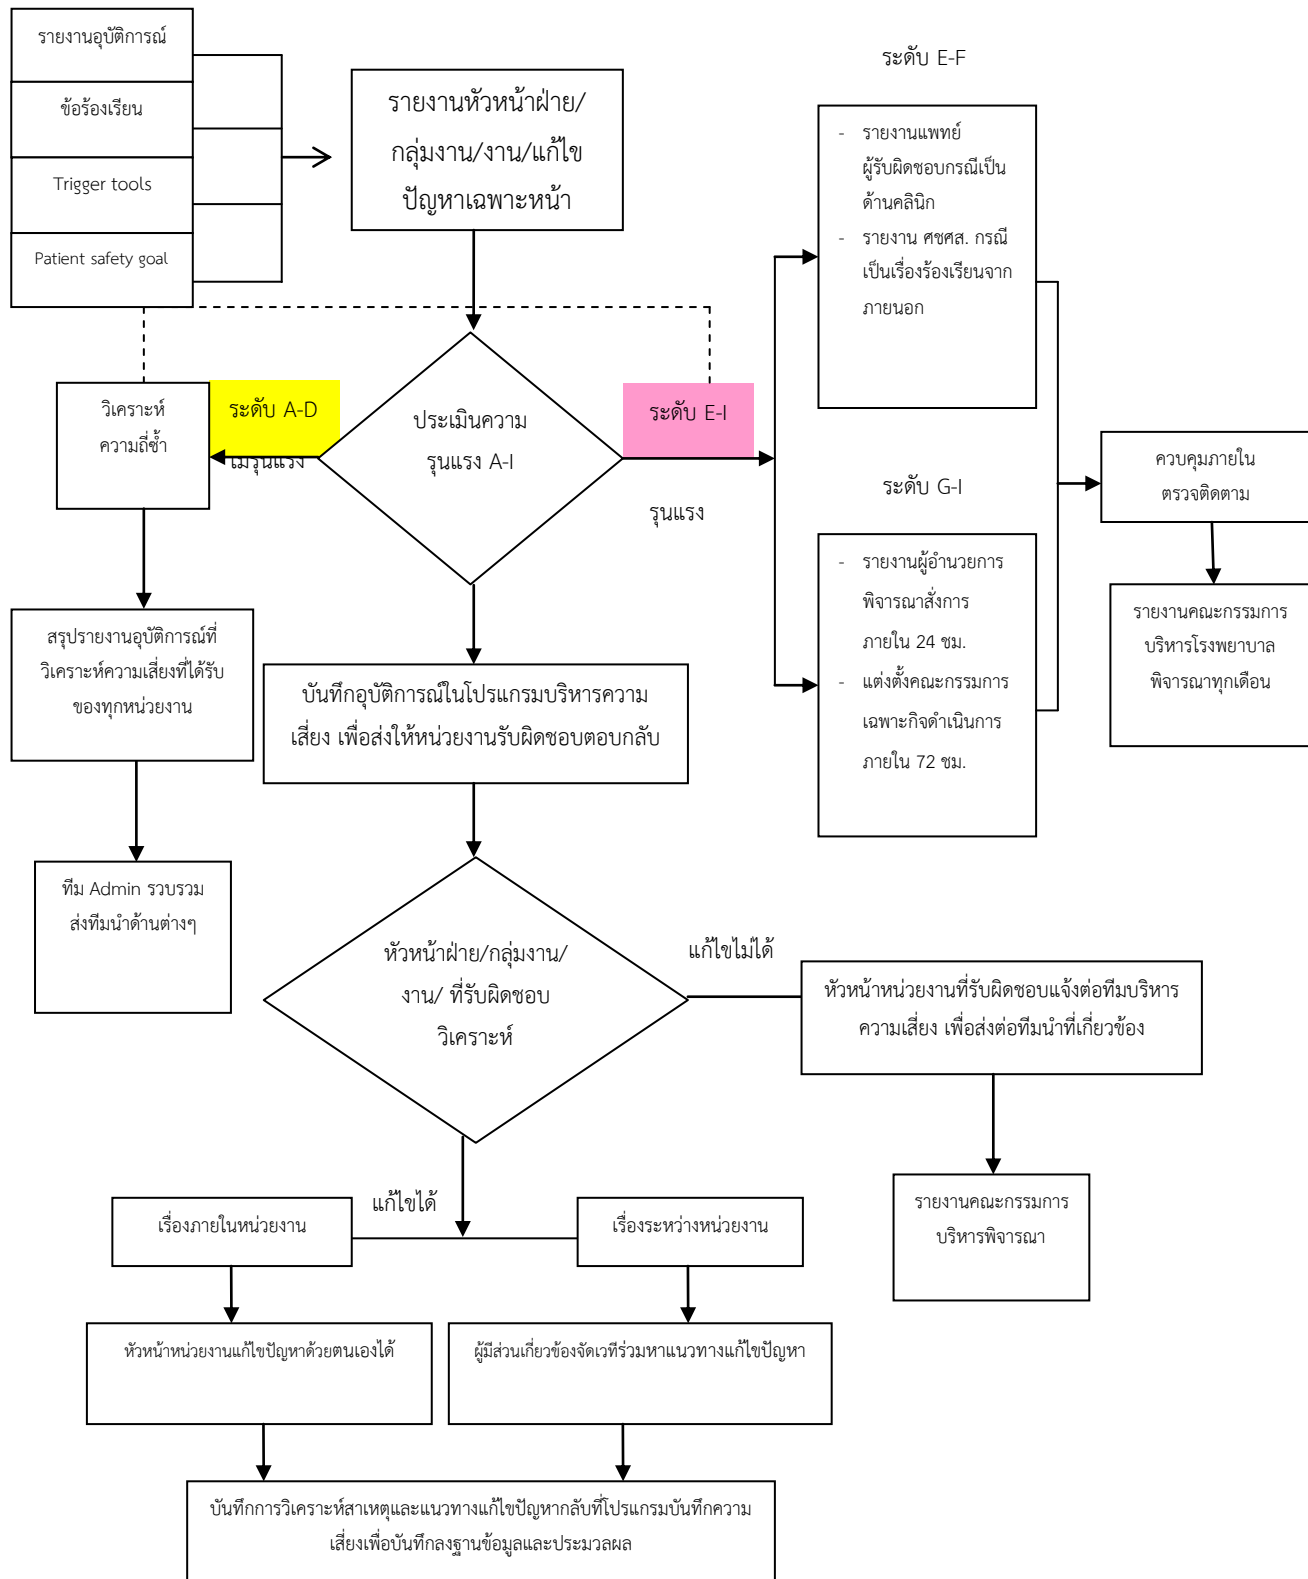 รายงานอุบัติการณ์
ข้อร้องเรียน
Trigger tools
Patient safety goal
รายงานหัวหน้าฝ่าย/
กลุ่มงาน/งาน/แก้ไข
ปัญหาเฉพาะหน้า
ระดับ E-F
- รายงานแพทย์
ผู้รับผิดชอบกรณีเป็น
ด้านคลินิก
- รายงาน ศชศส. กรณี
เป็นเรื่องร้องเรียนจาก
ภายนอก
วิเคราะห์
ความถี่ซ้ำ
ระดับ A-D
ไม่รุนแรง
ประเมินความ
รุนแรง A-I
ระดับ E-I
รุนแรง
ระดับ G-I
- รายงานผู้อำนวยการ
พิจารณาสั่งการ
ภายใน 24 ชม.
- แต่งตั้งคณะกรรมการ
เฉพาะกิจดำเนินการ
ภายใน 72 ชม.
ควบคุมภายใน
ตรวจติดตาม
รายงานคณะกรรมการ
บริหารโรงพยาบาล
พิจารณาทุกเดือน
สรุปรายงานอุบัติการณ์ที่
วิเคราะห์ความเสี่ยงที่ได้รับ
ของทุกหน่วยงาน
บันทึกอุบัติการณ์ในโปรแกรมบริหารความ
เสี่ยง เพื่อส่งให้หน่วยงานรับผิดชอบตอบกลับ
ทีม Admin รวบรวม
ส่งทีมนำด้านต่างๆ
หัวหน้าฝ่าย/กลุ่มงาน/
งาน/ ที่รับผิดชอบ
วิเคราะห์
แก้ไขไม่ได้
หัวหน้าหน่วยงานที่รับผิดชอบแจ้งต่อทีมบริหาร
ความเสี่ยง เพื่อส่งต่อทีมนำที่เกี่ยวข้อง
รายงานคณะกรรมการ
บริหารพิจารณา
แก้ไขได้
เรื่องภายในหน่วยงาน
เรื่องระหว่างหน่วยงาน
หัวหน้าหน่วยงานแก้ไขปัญหาด้วยตนเองได้
ผู้มีส่วนเกี่ยวข้องจัดเวทีร่วมหาแนวทางแก้ไขปัญหา
บันทึกการวิเคราะห์สาเหตุและแนวทางแก้ไขปัญหากลับที่โปรแกรมบันทึกความ
เสี่ยงเพื่อบันทึกลงฐานข้อมูลและประมวลผล